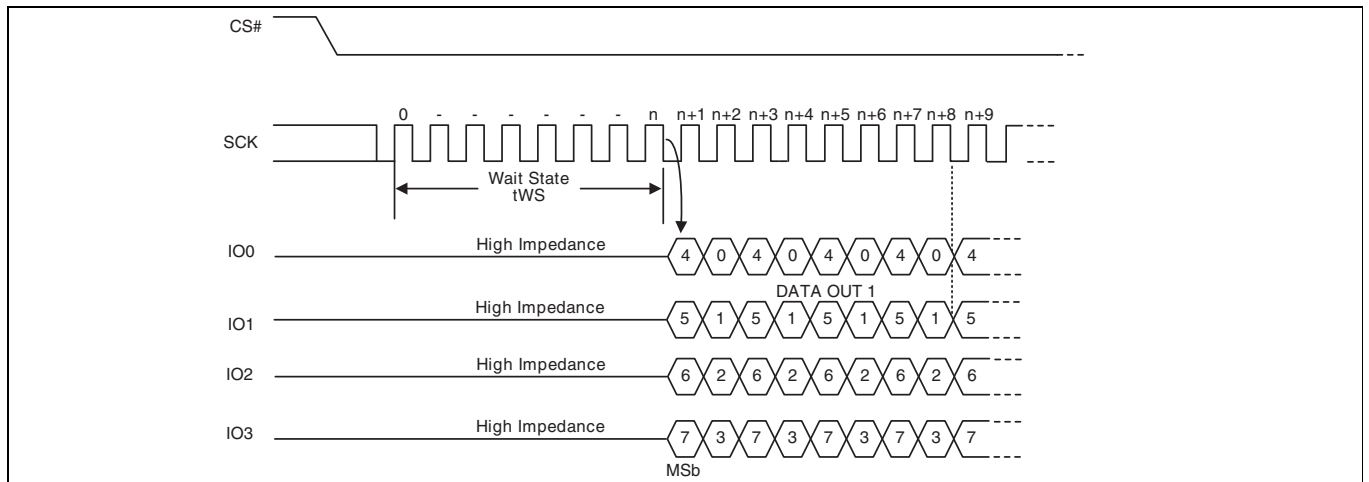 CS#
0 - - - - - - n n+1 n+2 n+3 n+4 n+5 n+6 n+7 n+8 n+9
SCK
Wait State
tWS
IO0 High Impedance 4 0 4 0 4 0 4 0 4
DATA OUT 1
IO1 High Impedance 5 1 5 1 5 1 5 1 5
IO2 High Impedance 6 2 6 2 6 2 6 2 6
IO3 High Impedance 7 3 7 3 7 3 7 3 7
MSb